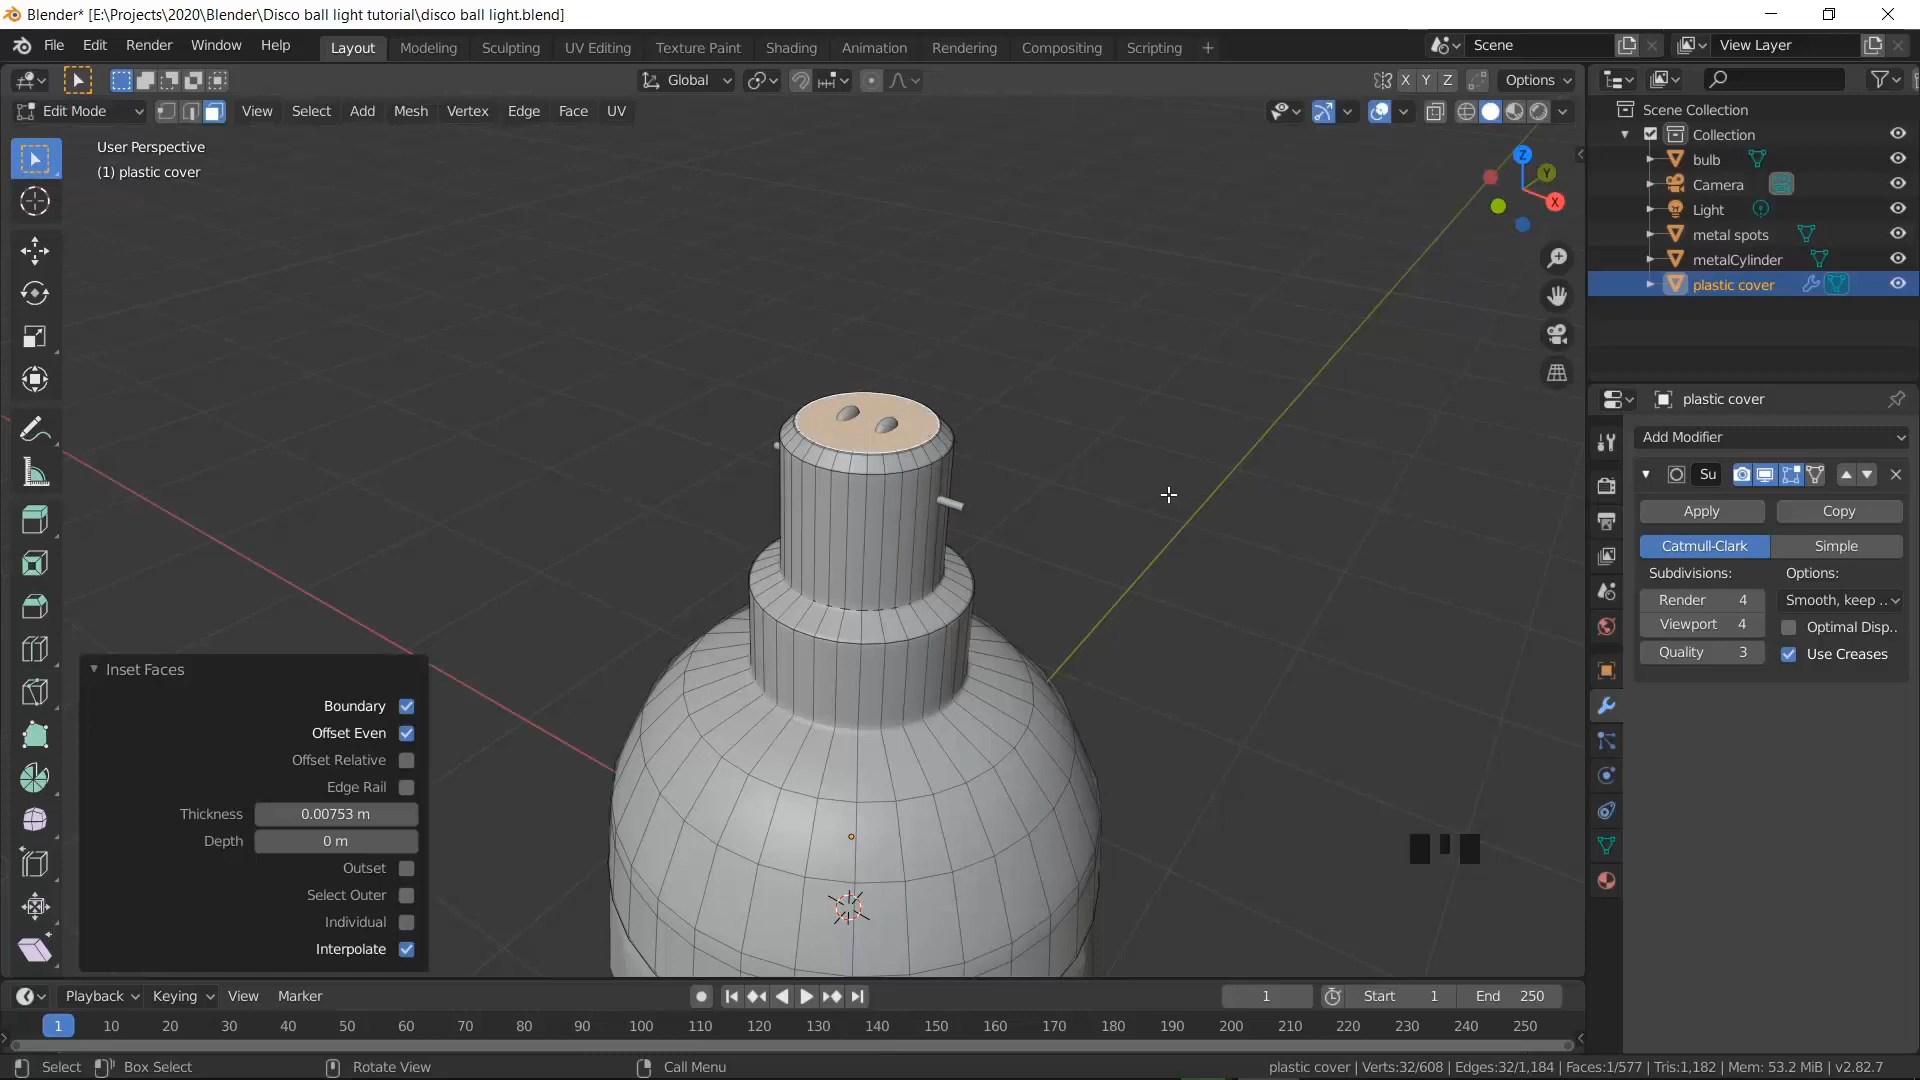 Blender* [E:\Projects\2020\Blender\Disco ball light tutorial\disco ball light.blend]
File Edit Render Window Help Layout Modeling Sculpting UV Editing Texture Paint Shading Animation Rendering Compositing Scripting + Scene View Layer
Global X Y Z Options
Edit Mode View Select Add Mesh Vertex Edge Face UV
User Perspective
(1) plastic cover
Z
Y
X
Scene Collection
Collection
bulb
Camera
Light
metal spots
metalCylinder
plastic cover
plastic cover
Add Modifier
Su
Apply Copy
Catmull-Clark Simple
Subdivisions: Options:
Render 4 Smooth, keep ..
Viewport 4 Optimal Disp..
Quality 3 Use Creases
Inset Faces
Boundary
Offset Even
Offset Relative
Edge Rail
Thickness 0.00753 m
Depth 0 m
Outset
Select Outer
Individual
Interpolate
Playback Keying View Marker 1 Start 1 End 250
1 10 20 30 40 50 60 70 80 90 100 110 120 130 140 150 160 170 180 190 200 210 220 230 240 250
Select Box Select Rotate View Call Menu plastic cover | Verts:32/608 | Edges:32/1,184 | Faces:1/577 | Tris:1,182 | Mem: 53.2 MiB | v2.82.7